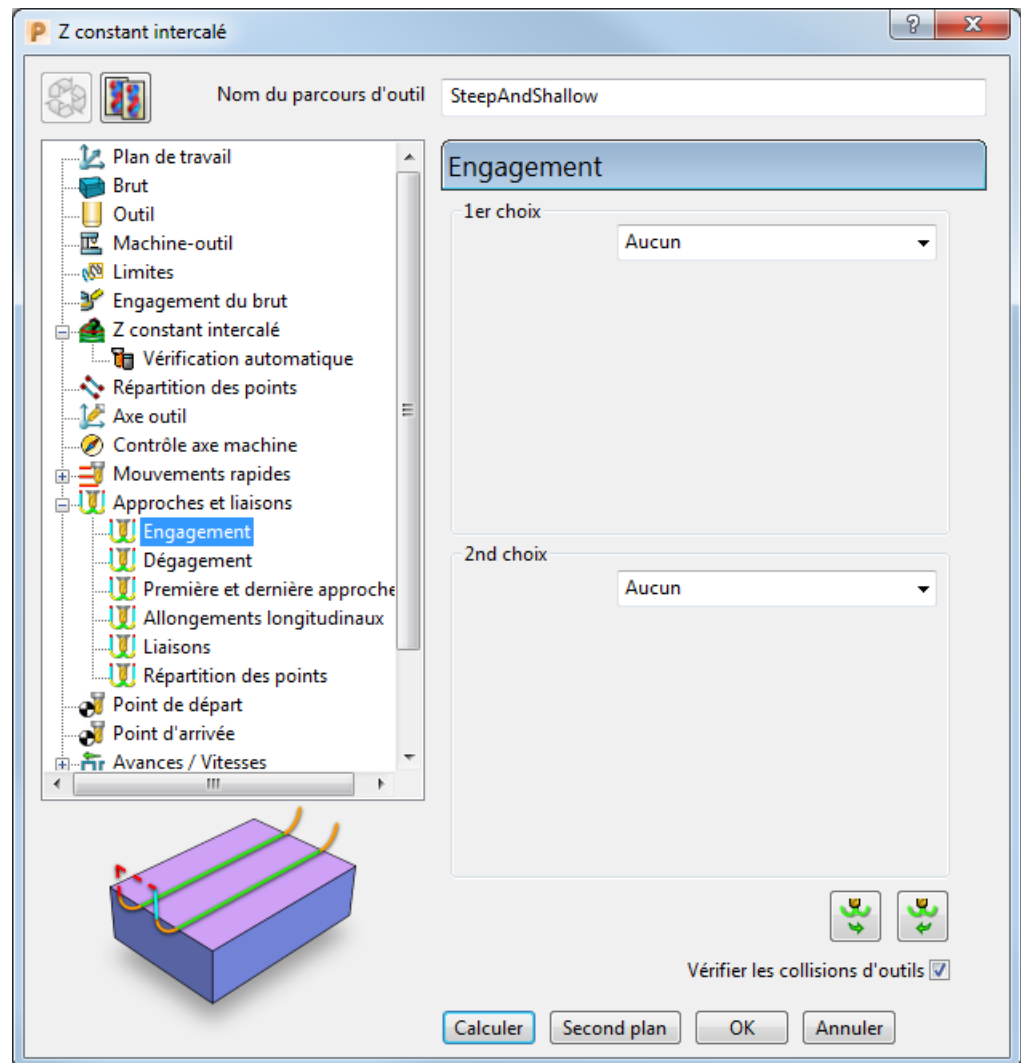 Z constant intercalé
Nom du parcours d'outil
SteepAndShallow
Plan de travail
Brut
Outil
Machine-outil
Limites
Engagement du brut
Z constant intercalé
Vérification automatique
Répartition des points
Axe outil
Contrôle axe machine
Mouvements rapides
Approches et liaisons
Engagement
Dégagement
Première et dernière approche
Allongements longitudinaux
Liaisons
Répartition des points
Point de départ
Point d'arrivée
Avances / Vitesses
Engagement
1er choix
Aucun
2nd choix
Aucun
Vérifier les collisions d'outils
Calculer Second plan OK Annuler